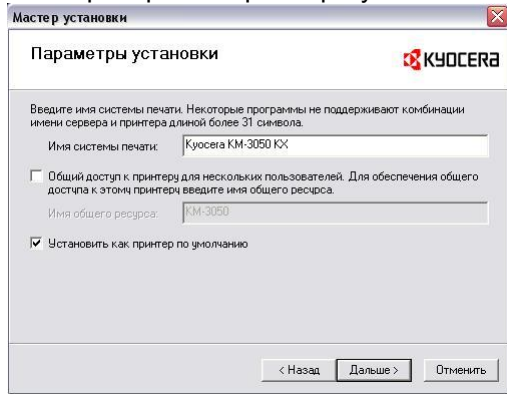 Мастер установки
Параметры установки
KYOCERA
Введите имя системы печати. Некоторые программы не поддерживают комбинации
имени сервера и принтера длиной более 31 символа.
Имя системы печати:
Kyocera KM-3050 KX
Общий доступ к принтеру для нескольких пользователей. Для обеспечения общего
доступа к этому принтеру введите имя общего ресурса.
Имя общего ресурса:
KM-3050
Установить как принтер по умолчанию
< Назад
Дальше >
Отменить